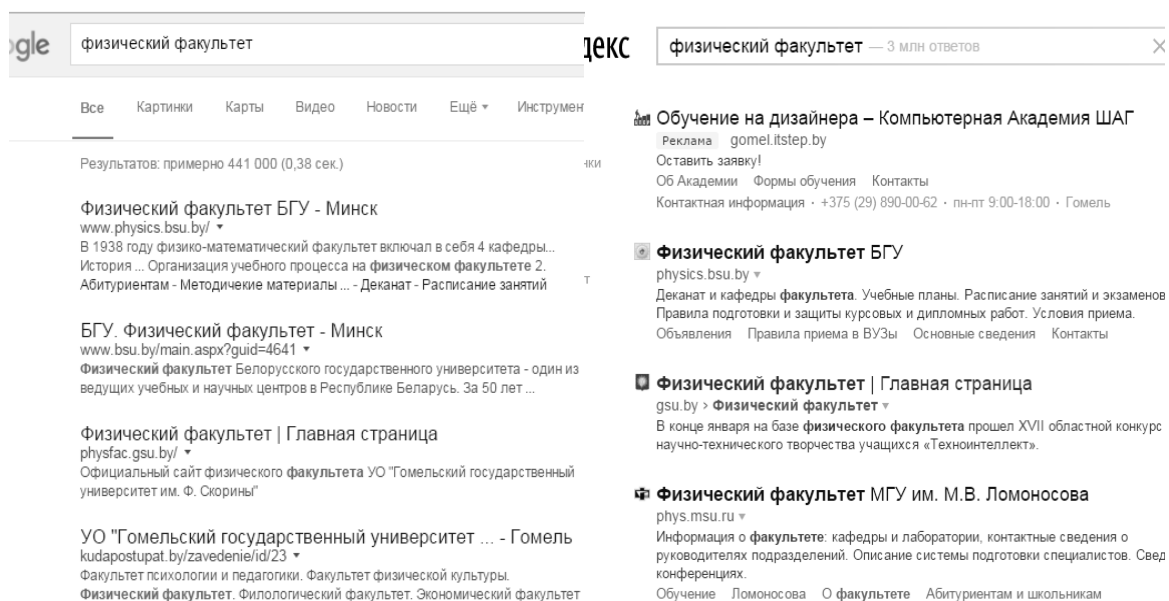 gle
физический факультет
Все Картинки Карты Видео Новости Ещё Инструмен
Результатов: примерно 441 000 (0,38 сек.)
Физический факультет БГУ - Минск
www.physics.bsu.by/
В 1938 году физико-математический факультет включал в себя 4 кафедры...
История ... Организация учебного процесса на физическом факультете 2.
Абитуриентам - Методичекие материалы ... - Деканат - Расписание занятий
БГУ. Физический факультет - Минск
www.bsu.by/main.aspx?guid=4641
Физический факультет Белорусского государственного университета - один из
ведущих учебных и научных центров в Республике Беларусь. За 50 лет ...
Физический факультет | Главная страница
physfac.gsu.by/
Официальный сайт физического факультета УО "Гомельский государственный
университет им. Ф. Скорины"
УО "Гомельский государственный университет ... - Гомель
kudapostupat.by/zavedenie/id/23
Факультет психологии и педагогики. Факультет физической культуры.
Физический факультет. Филологический факультет. Экономический факультет
декс
физический факультет — 3 млн ответов
Обучение на дизайнера – Компьютерная Академия ШАГ
Реклама gomel.itstep.by
Оставить заявку!
Об Академии Формы обучения Контакты
Контактная информация · +375 (29) 890-00-62 · пн-пт 9:00-18:00 · Гомель
Физический факультет БГУ
physics.bsu.by
Деканат и кафедры факультета. Учебные планы. Расписание занятий и экзаменов
Правила подготовки и защиты курсовых и дипломных работ. Условия приема.
Объявления Правила приема в ВУЗы Основные сведения Контакты
Физический факультет | Главная страница
gsu.by › Физический факультет
В конце января на базе физического факультета прошел XVII областной конкурс
научно-технического творчества учащихся «Техноинтеллект».
Физический факультет МГУ им. М.В. Ломоносова
phys.msu.ru
Информация о факультете: кафедры и лаборатории, контактные сведения о
руководителях подразделений. Описание системы подготовки специалистов. Свед
конференциях.
Обучение Ломоносова О факультете Абитуриентам и школьникам